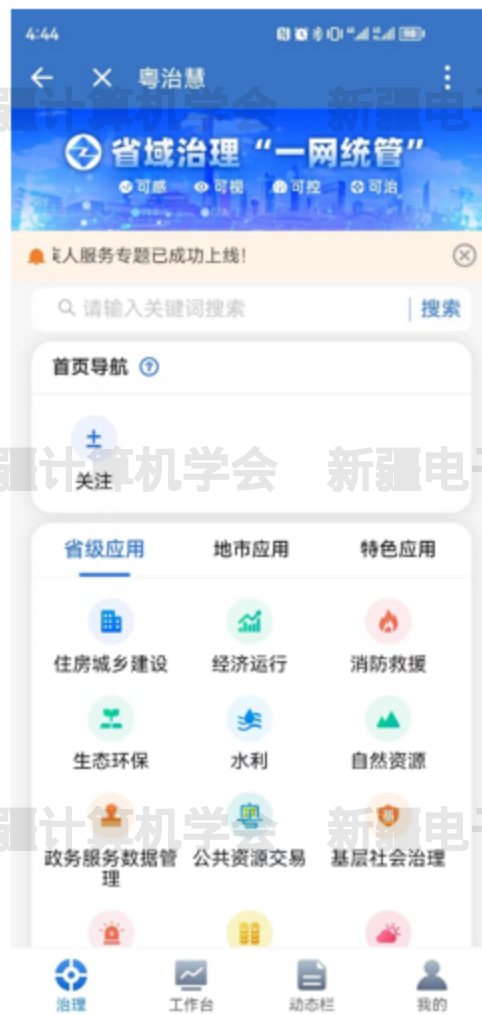 4:44
粤治慧
省域治理“一网统管”
可感 可视 可控 可治
人服务专题已成功上线!
请输入关键词搜索 搜索
首页导航
关注
省级应用 地市应用 特色应用
住房城乡建设 经济运行 消防救援
生态环保 水利 自然资源
政务服务数据管理 公共资源交易 基层社会治理
治理 工作台 动态栏 我的
新疆计算机学会 新疆电子